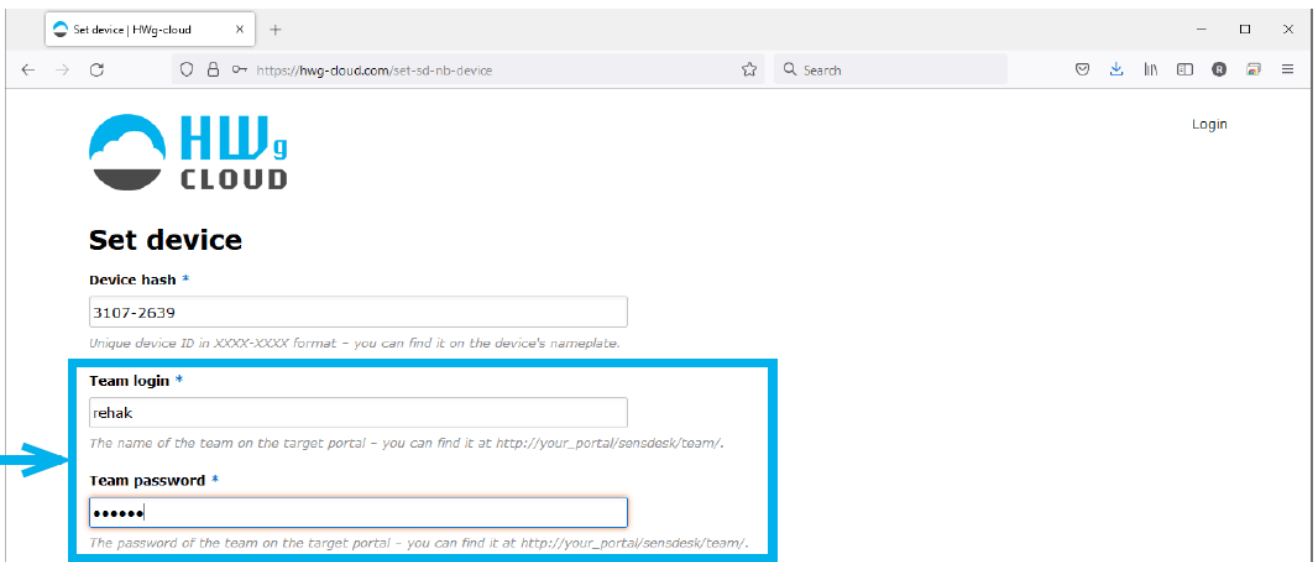 Set device | HWg-cloud
https://hwg-cloud.com/set-sd-nb-device
Search
R
Login
HWg
CLOUD
Set device
Device hash *
3107-2639
Unique device ID in XXXX-XXXX format – you can find it on the device's nameplate.
Team login *
rehak
The name of the team on the target portal – you can find it at http://your_portal/sensdesk/team/.
Team password *
••••••
The password of the team on the target portal – you can find it at http://your_portal/sensdesk/team/.